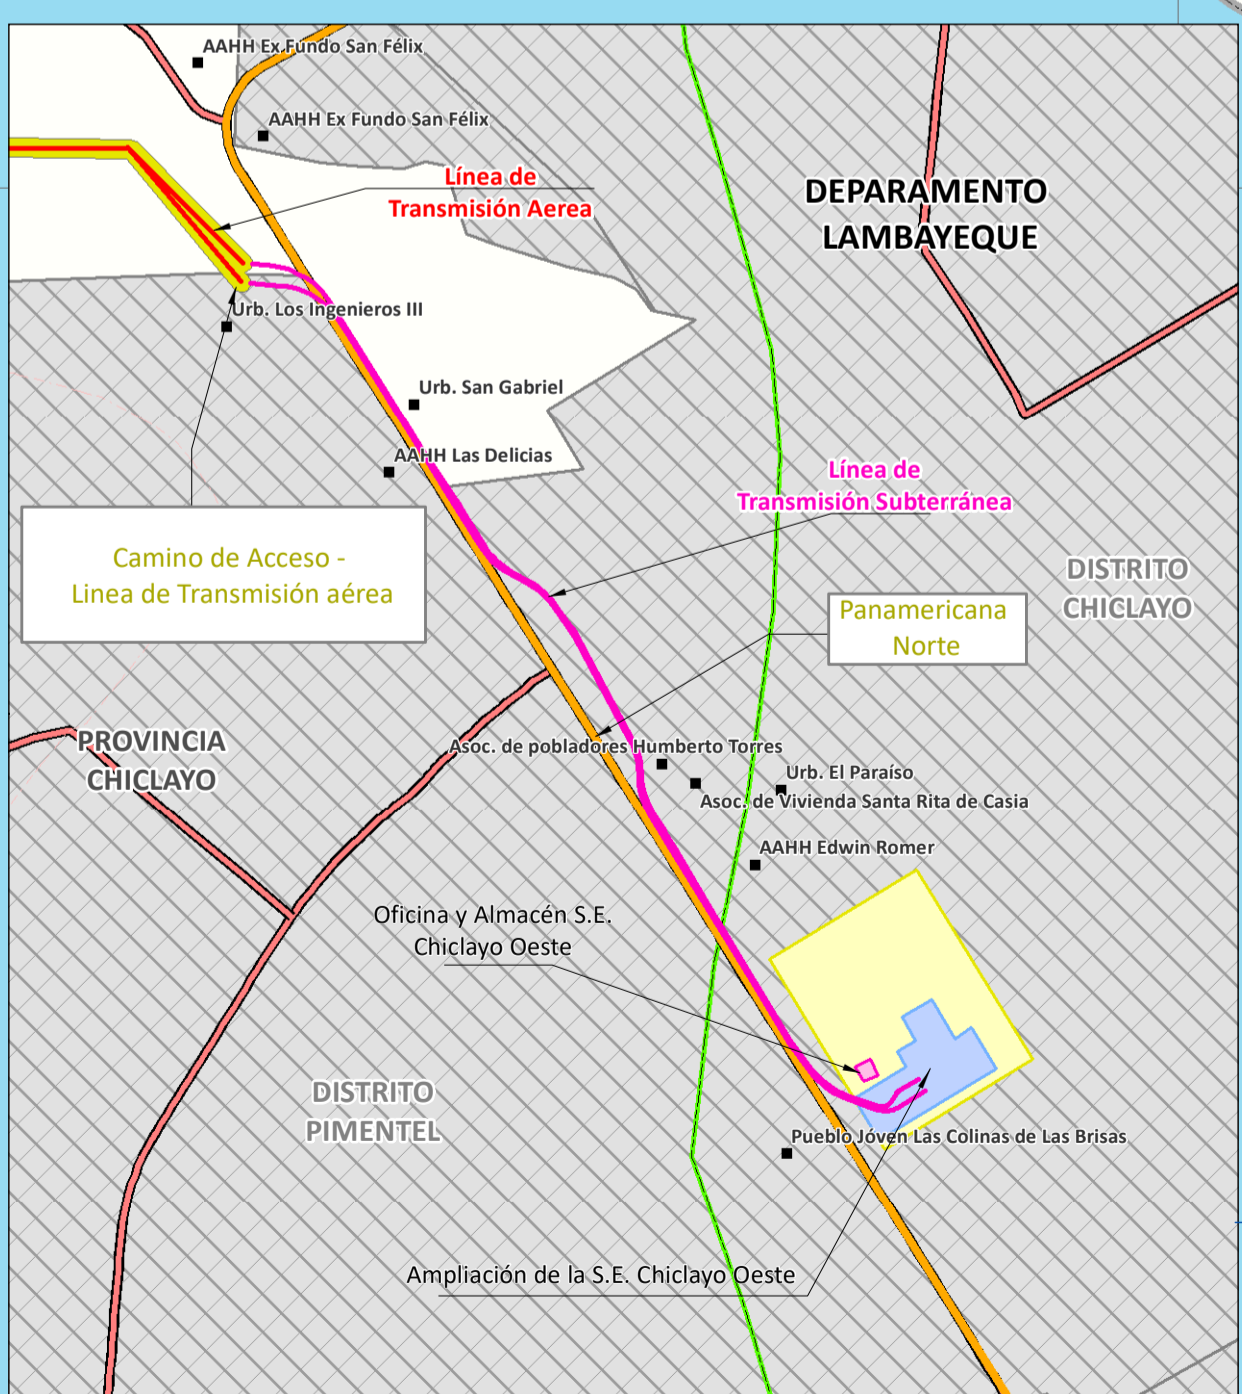 AAHH Ex Fundo San Félix
AAHH Ex Fundo San Félix
Línea de
Transmisión Aerea
DEPARAMENTO
LAMBAYEQUE
Urb. Los Ingenieros III
Urb. San Gabriel
AAHH Las Delicias
Línea de
Transmisión Subterránea
Camino de Acceso -
Linea de Transmisión aérea
DISTRITO
CHICLAYO
Panamericana
Norte
PROVINCIA
CHICLAYO
Asoc. de pobladores Humberto Torres
Urb. El Paraíso
Asoc. de Vivienda Santa Rita de Casia
AAHH Edwin Romer
Oficina y Almacén S.E.
Chiclayo Oeste
DISTRITO
PIMENTEL
Pueblo Jóven Las Colinas de Las Brisas
Ampliación de la S.E. Chiclayo Oeste